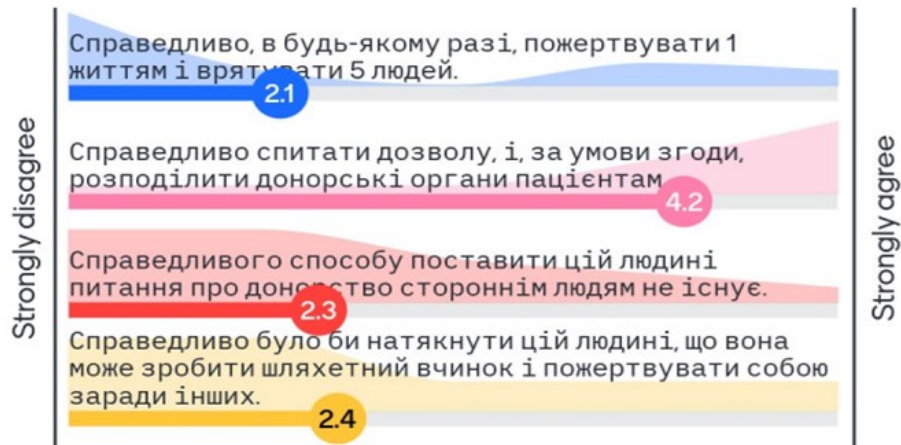 Strongly disagree
Справедливо, в будь-якому разі, пожертвувати 1
життям і врятувати 5 людей.
2.1
Справедливо спитати дозволу, і, за умови згоди,
розподілити донорські органи пацієнтам
4.2
Справедливого способу поставити цій людині
питання про донорство стороннім людям не існує.
2.3
Справедливо було би натякнути цій людині, що вона
може зробити шляхетний вчинок і пожертвувати собою
заради інших.
2.4
Strongly agree